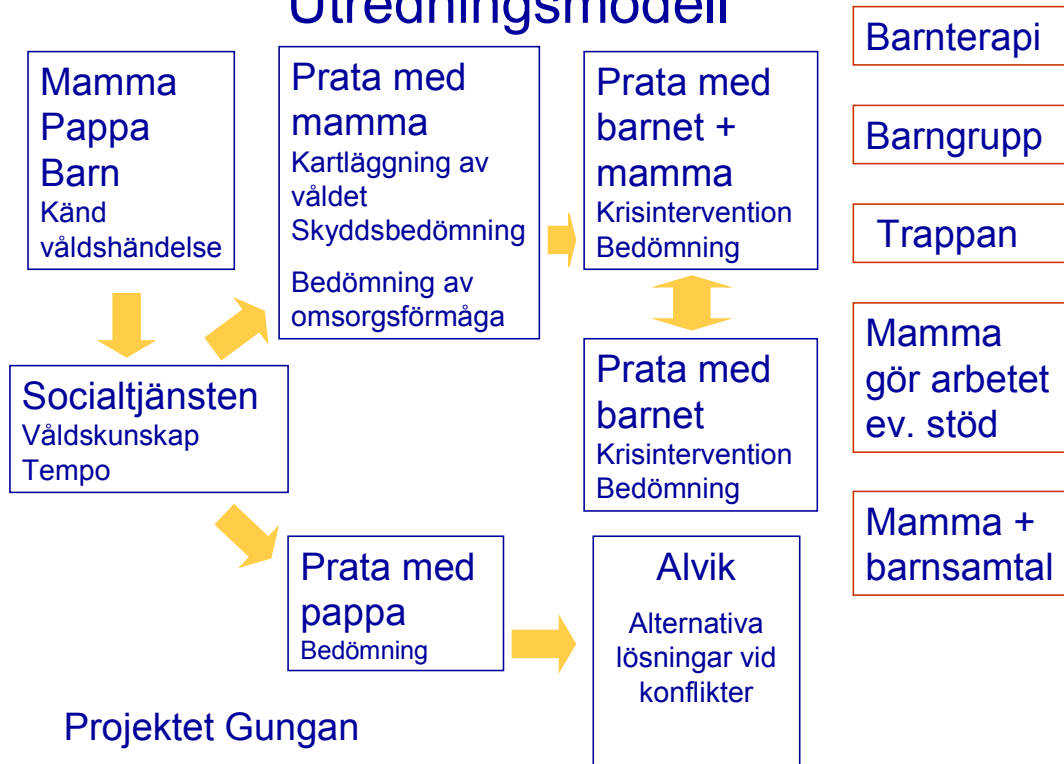 Utredningsmodell
Mamma
Pappa
Barn
Känd
våldshändelse
Prata med
mamma
Kartläggning av
våldet
Skyddsbedömning
Bedömning av
omsorgsförmåga
Prata med
barnet +
mamma
Krisintervention
Bedömning
Socialtjänsten
Våldskunskap
Tempo
Prata med
barnet
Krisintervention
Bedömning
Prata med
pappa
Bedömning
Alvik
Alternativa
lösningar vid
konflikter
Barnterapi
Barngrupp
Trappan
Mamma
gör arbetet
ev. stöd
Mamma +
barnsamtal
Projektet Gungan